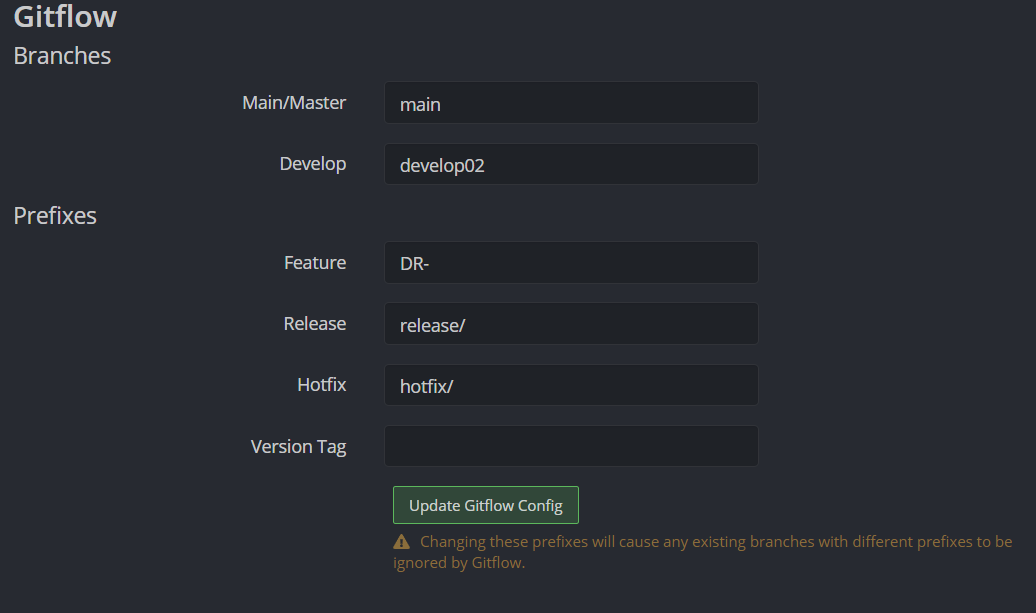 Gitflow
Branches
Main/Master main
Develop develop02
Prefixes
Feature DR-
Release release/
Hotfix hotfix/
Version Tag
Update Gitflow Config
Changing these prefixes will cause any existing branches with different prefixes to be
ignored by Gitflow.